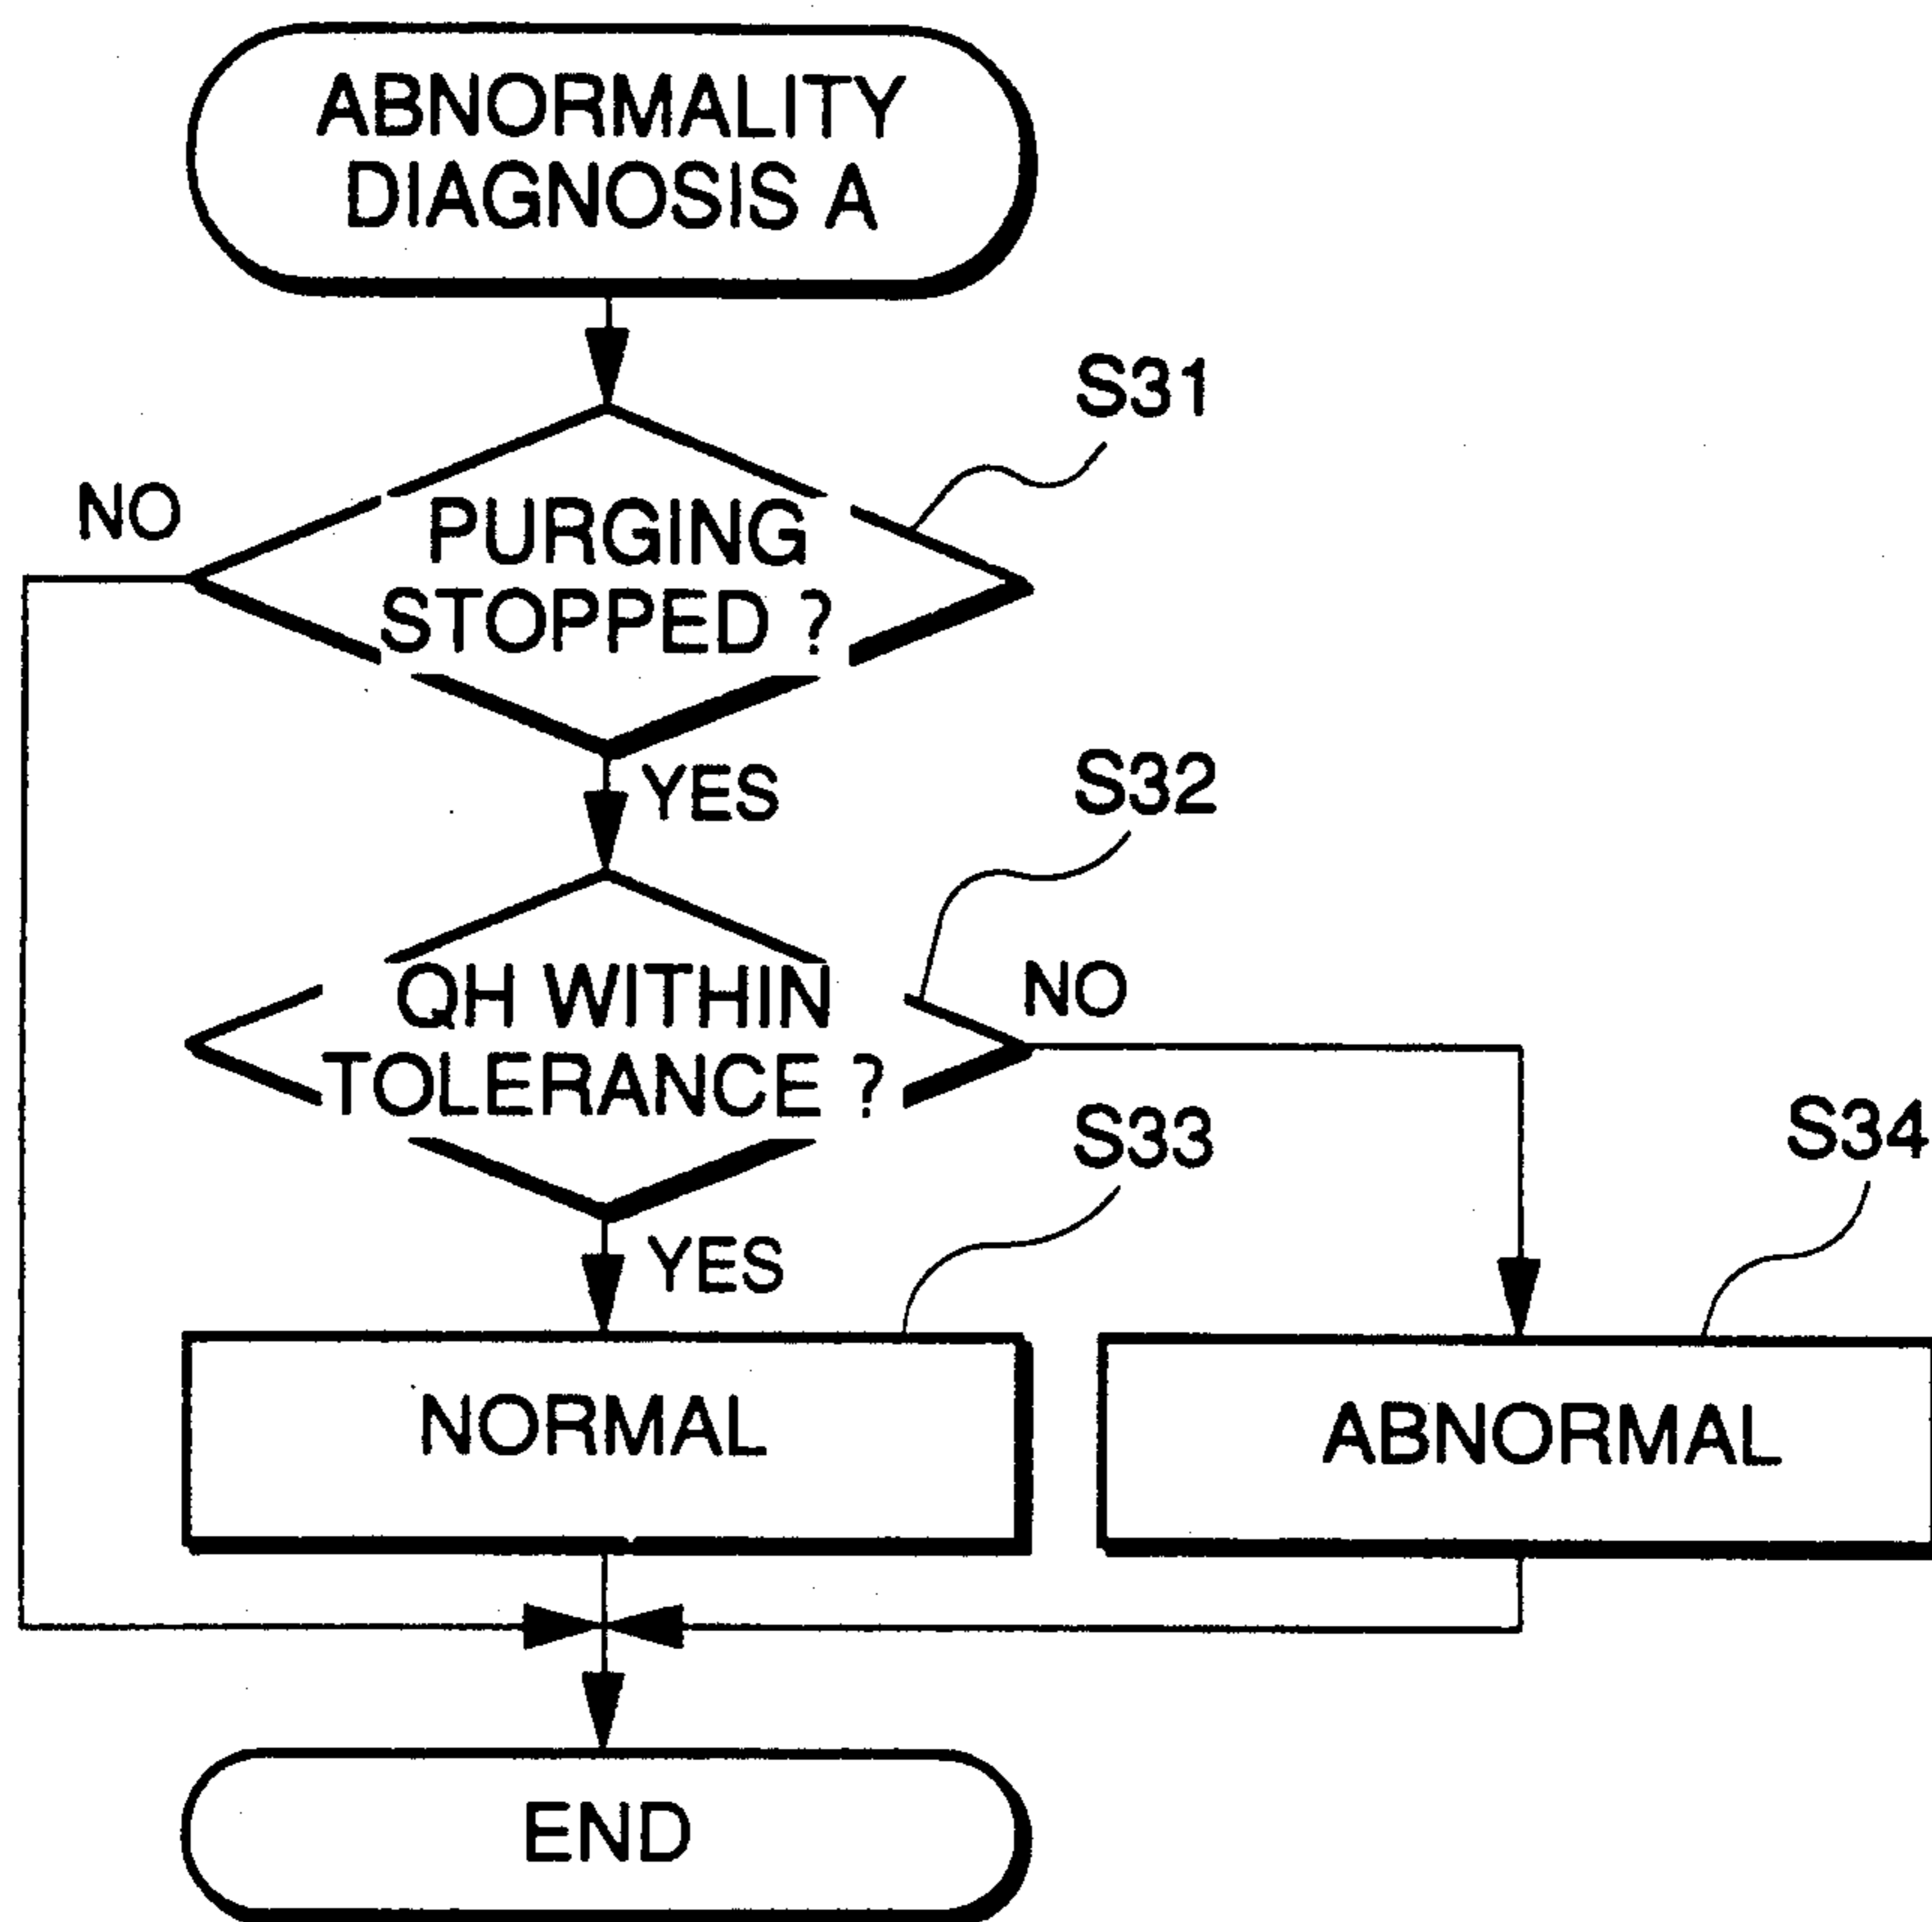 ABNORMALITY
DIAGNOSIS A
S31
NO
PURGING
STOPPED ?
YES
S32
QH WITHIN
TOLERANCE ?
NO
S33
S34
YES
NORMAL
ABNORMAL
END